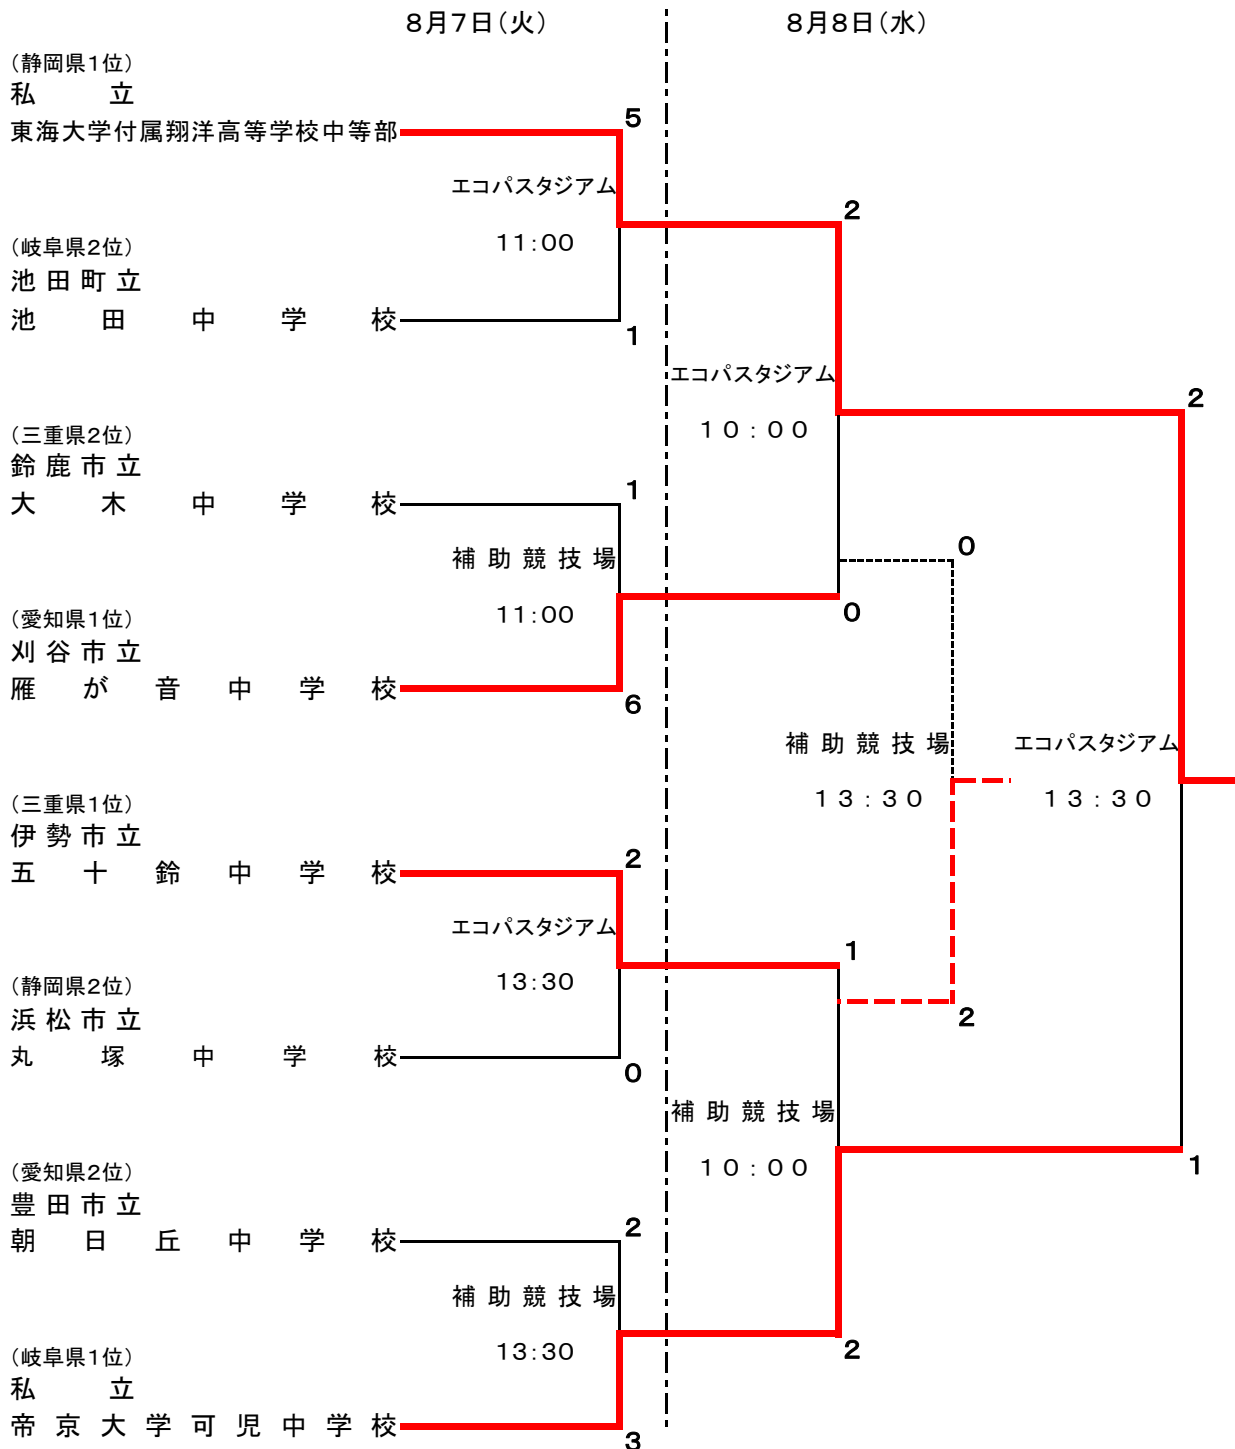 8月7日（火）
8月8日（水）
（静岡県1位）
私立
東海大学付属翔洋高等学校中等部
5
エコパスタジアム
11:00
2
（岐阜県2位）
池田町立
池田中学校
1
エコパスタジアム
10:00
2
（三重県2位）
鈴鹿市立
大木中学校
1
補助競技場
11:00
0
0
（愛知県1位）
刈谷市立
雁が音中学校
6
補助競技場
13:30
エコパスタジアム
13:30
（三重県1位）
伊勢市立
五十鈴中学校
2
エコパスタジアム
13:30
1
（静岡県2位）
浜松市立
丸塚中学校
0
2
補助競技場
10:00
1
（愛知県2位）
豊田市立
朝日丘中学校
2
補助競技場
13:30
2
（岐阜県1位）
私立
帝京大学可児中学校
3